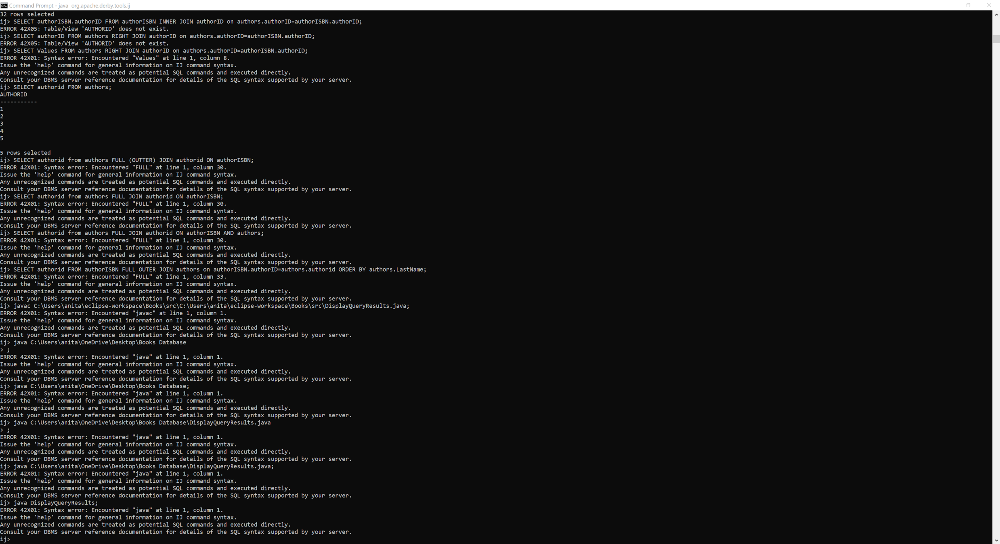 Command Prompt - java  org.apache.derby.tools.ij
32 rows selected
ij> SELECT authorISBN.authorID FROM authorISBN INNER JOIN authorID on authors.authorID=authorISBN.authorID;
ERROR 42X05: Table/View 'AUTHORID' does not exist.
ij> SELECT authorID FROM authors RIGHT JOIN authorID on authors.authorID=authorISBN.authorID;
ERROR 42X05: Table/View 'AUTHORID' does not exist.
ij> SELECT Values FROM authors RIGHT JOIN authorID on authors.authorID=authorISBN.authorID;
ERROR 42X01: Syntax error: Encountered "Values" at line 1, column 8.
Issue the 'help' command for general information on IJ command syntax.
Any unrecognized commands are treated as potential SQL commands and executed directly.
Consult your DBMS server reference documentation for details of the SQL syntax supported by your server.
ij> SELECT authorid FROM authors;
AUTHORID
-----------
1
2
3
4
5
5 rows selected
ij> SELECT authorid from authors FULL (OUTTER) JOIN authorid ON authorISBN;
ERROR 42X01: Syntax error: Encountered "FULL" at line 1, column 30.
Issue the 'help' command for general information on IJ command syntax.
Any unrecognized commands are treated as potential SQL commands and executed directly.
Consult your DBMS server reference documentation for details of the SQL syntax supported by your server.
ij> SELECT authorid from authors FULL JOIN authorid ON authorISBN;
ERROR 42X01: Syntax error: Encountered "FULL" at line 1, column 30.
Issue the 'help' command for general information on IJ command syntax.
Any unrecognized commands are treated as potential SQL commands and executed directly.
Consult your DBMS server reference documentation for details of the SQL syntax supported by your server.
ij> SELECT authorid from authors FULL JOIN authorid ON authorISBN AND authors;
ERROR 42X01: Syntax error: Encountered "FULL" at line 1, column 30.
Issue the 'help' command for general information on IJ command syntax.
Any unrecognized commands are treated as potential SQL commands and executed directly.
Consult your DBMS server reference documentation for details of the SQL syntax supported by your server.
ij> SELECT authorid FROM authorISBN FULL OUTER JOIN authors on authorISBN.authorID=authors.authorid ORDER BY authors.LastName;
ERROR 42X01: Syntax error: Encountered "FULL" at line 1, column 33.
Issue the 'help' command for general information on IJ command syntax.
Any unrecognized commands are treated as potential SQL commands and executed directly.
Consult your DBMS server reference documentation for details of the SQL syntax supported by your server.
ij> javac C:\Users\anita\eclipse-workspace\Books\src\C:\Users\anita\eclipse-workspace\Books\src\DisplayQueryResults.java;
ERROR 42X01: Syntax error: Encountered "javac" at line 1, column 1.
Issue the 'help' command for general information on IJ command syntax.
Any unrecognized commands are treated as potential SQL commands and executed directly.
Consult your DBMS server reference documentation for details of the SQL syntax supported by your server.
ij> java C:\Users\anita\OneDrive\Desktop\Books Database
> ;
ERROR 42X01: Syntax error: Encountered "java" at line 1, column 1.
Issue the 'help' command for general information on IJ command syntax.
Any unrecognized commands are treated as potential SQL commands and executed directly.
Consult your DBMS server reference documentation for details of the SQL syntax supported by your server.
ij> java C:\Users\anita\OneDrive\Desktop\Books Database;
ERROR 42X01: Syntax error: Encountered "java" at line 1, column 1.
Issue the 'help' command for general information on IJ command syntax.
Any unrecognized commands are treated as potential SQL commands and executed directly.
Consult your DBMS server reference documentation for details of the SQL syntax supported by your server.
ij> java C:\Users\anita\OneDrive\Desktop\Books Database\DisplayQueryResults.java
> ;
ERROR 42X01: Syntax error: Encountered "java" at line 1, column 1.
Issue the 'help' command for general information on IJ command syntax.
Any unrecognized commands are treated as potential SQL commands and executed directly.
Consult your DBMS server reference documentation for details of the SQL syntax supported by your server.
ij> java C:\Users\anita\OneDrive\Desktop\Books Database\DisplayQueryResults.java;
ERROR 42X01: Syntax error: Encountered "java" at line 1, column 1.
Issue the 'help' command for general information on IJ command syntax.
Any unrecognized commands are treated as potential SQL commands and executed directly.
Consult your DBMS server reference documentation for details of the SQL syntax supported by your server.
ij> java DisplayQueryResults;
ERROR 42X01: Syntax error: Encountered "java" at line 1, column 1.
Issue the 'help' command for general information on IJ command syntax.
Any unrecognized commands are treated as potential SQL commands and executed directly.
Consult your DBMS server reference documentation for details of the SQL syntax supported by your server.
ij>